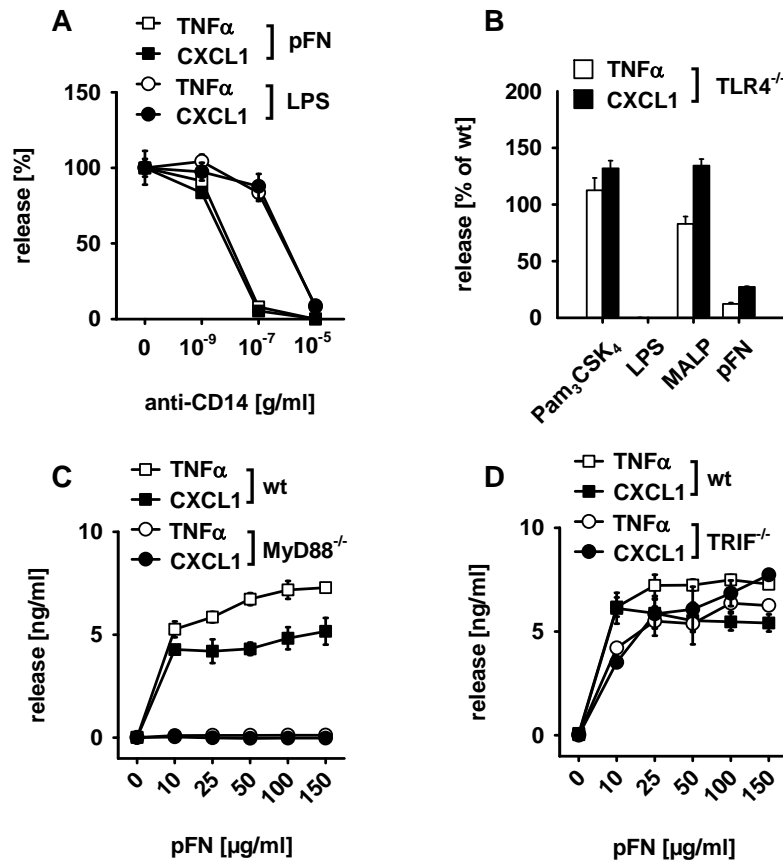 A
TNFα
CXCL1
pFN
TNFα
CXCL1
LPS
150
100
50
0
release [%]
0 10⁻⁹ 10⁻⁷ 10⁻⁵
anti-CD14 [g/ml]
B
TNFα
CXCL1
TLR4⁻/⁻
200
150
100
50
0
release [% of wt]
Pam₃CSK₄ LPS MALP pFN
C
TNFα
CXCL1
wt
TNFα
CXCL1
MyD88⁻/⁻
10
5
0
release [ng/ml]
0 10 25 50 100 150
pFN [µg/ml]
D
TNFα
CXCL1
wt
TNFα
CXCL1
TRIF⁻/⁻
10
5
0
release [ng/ml]
0 10 25 50 100 150
pFN [µg/ml]